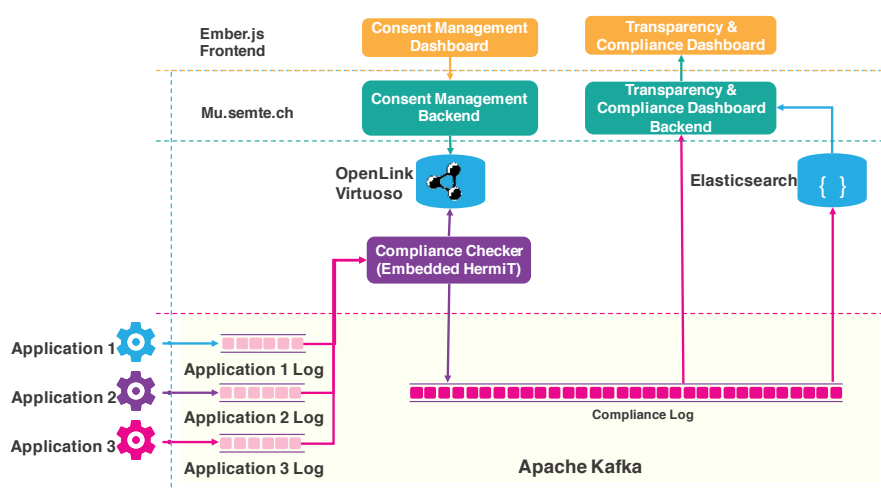 Ember.js
Frontend
Consent Management
Dashboard
Transparency &
Compliance Dashboard
Mu.semte.ch
Consent Management
Backend
Transparency &
Compliance Dashboard
Backend
OpenLink
Virtuoso
Elasticsearch
{ }
Compliance Checker
(Embedded HermiT)
Application 1
Application 1 Log
Application 2
Application 2 Log
Compliance Log
Application 3
Application 3 Log
Apache Kafka